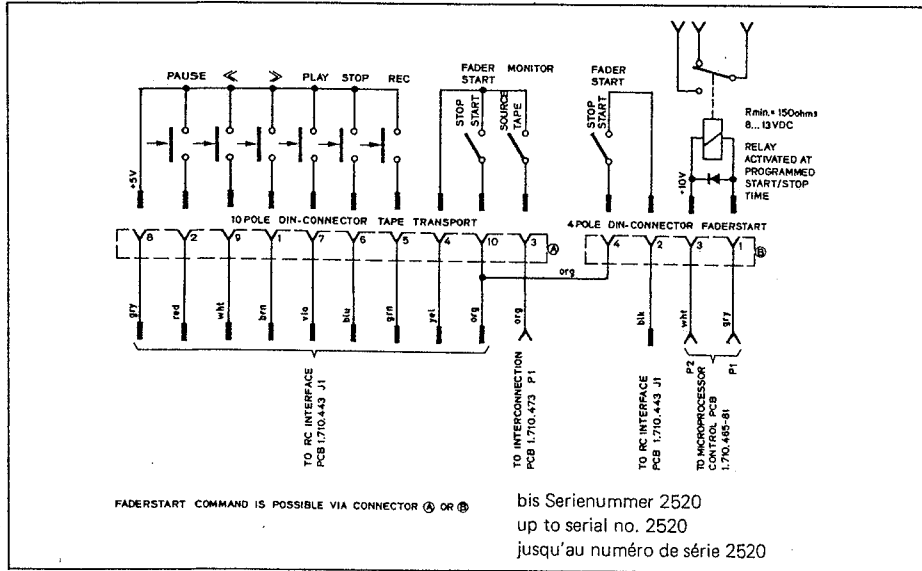 PAUSE ≪ ≫ PLAY STOP REC
FADER START
MONITOR
FADER START
STOP
START
SOURCE
TAPE
STOP
START
Rmin.= 150ohms
8... 13VDC
RELAY
ACTIVATED AT
PROGRAMMED
START/STOP
TIME
+5V
+10V
10 POLE DIN-CONNECTOR TAPE TRANSPORT
4 POLE DIN-CONNECTOR FADERSTART
8 2 9 1 7 6 5 4 10 3 A
4 2 3 1 B
org
gry red wht brn vio blu grn yel org org
blk wht gry
P2 P1
TO RC INTERFACE
PCB 1.710.443 J1
TO INTERCONNECTION
PCB 1.710.473 P1
TO RC INTERFACE
PCB 1.710.443 J1
TO MICROPROCESSOR
CONTROL PCB
1.710.465-81
FADERSTART COMMAND IS POSSIBLE VIA CONNECTOR Ⓐ OR Ⓑ
bis Serienummer 2520
up to serial no. 2520
jusqu'au numéro de série 2520